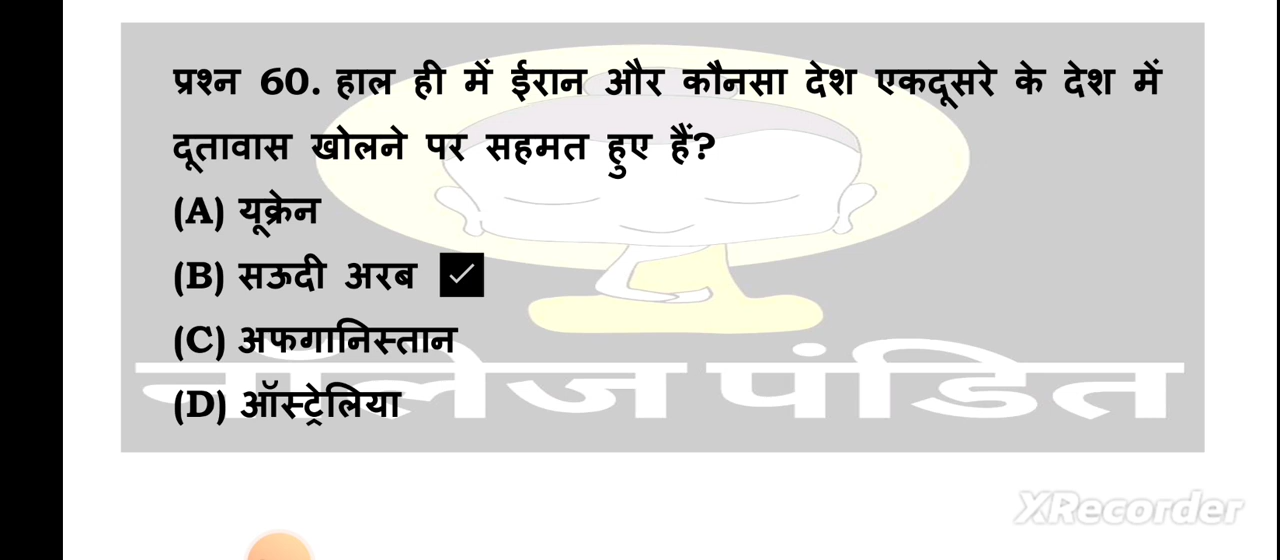 प्रश्न 60. हाल ही में ईरान और कौनसा देश एकदूसरे के देश में
दूतावास खोलने पर सहमत हुए हैं?
(A) यूक्रेन
(B) सऊदी अरब
(C) अफगानिस्तान
(D) ऑस्ट्रेलिया
नॉलेज पंडित
XRecorder